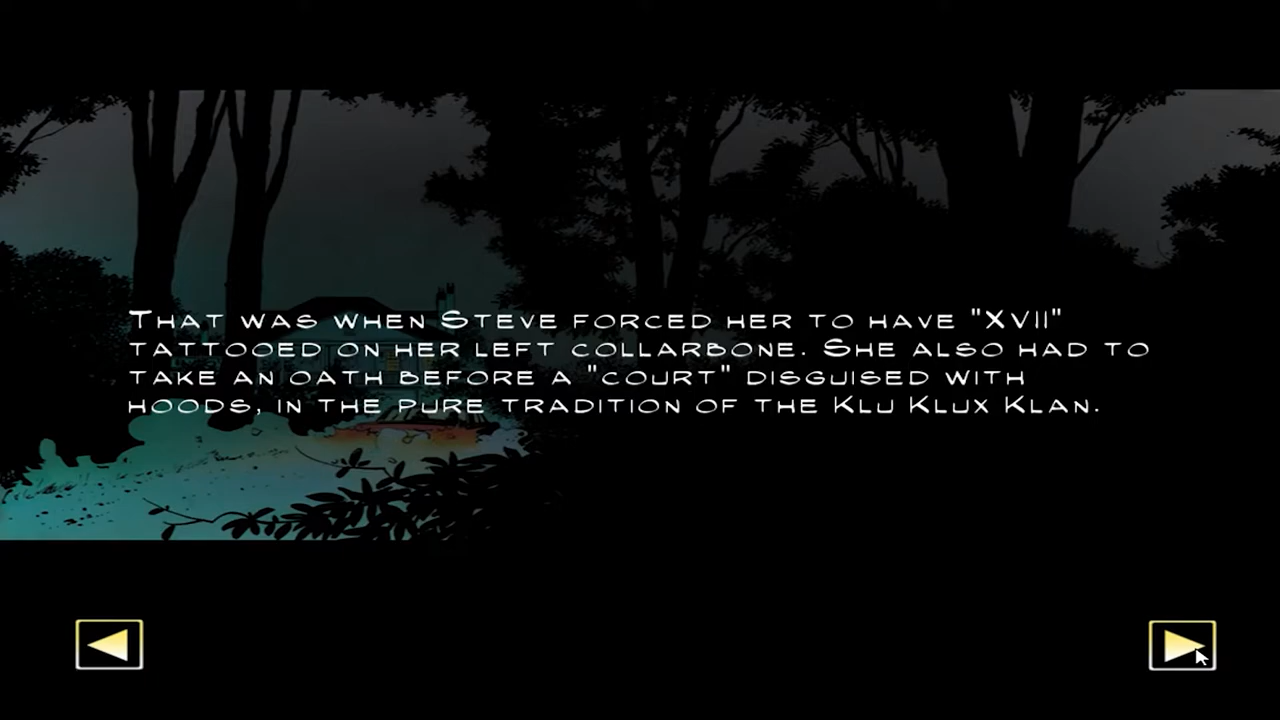 That was when Steve forced her to have "XVII"
tattooed on her left collarbone. She also had to
take an oath before a "court" disguised with
hoods, in the pure tradition of the Klu Klux Klan.